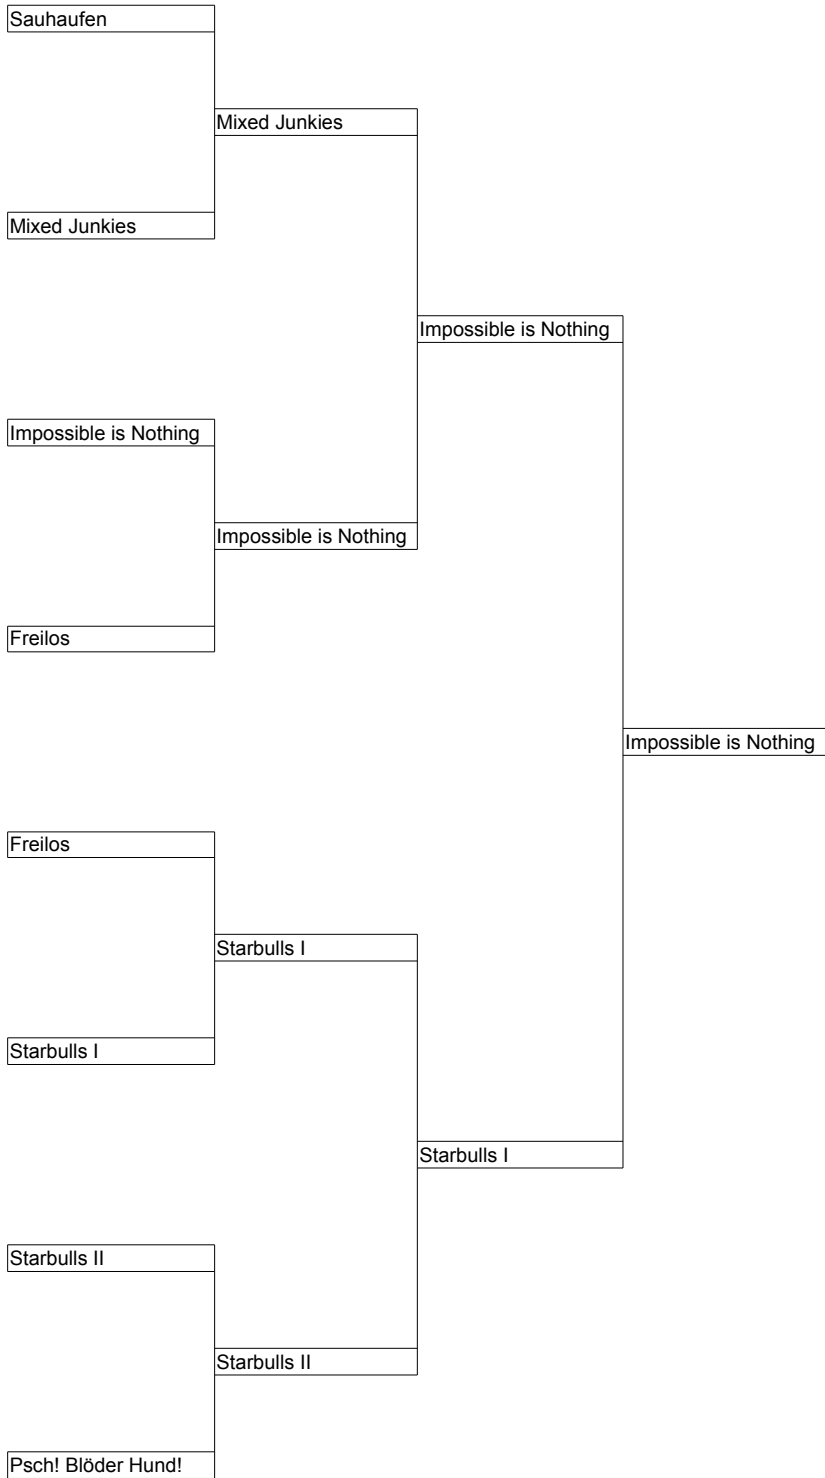 Sauhaufen
Mixed Junkies
Mixed Junkies
Impossible is Nothing
Impossible is Nothing
Impossible is Nothing
Freilos
Impossible is Nothing
Freilos
Starbulls I
Starbulls I
Starbulls I
Starbulls II
Starbulls II
Psch! Blöder Hund!